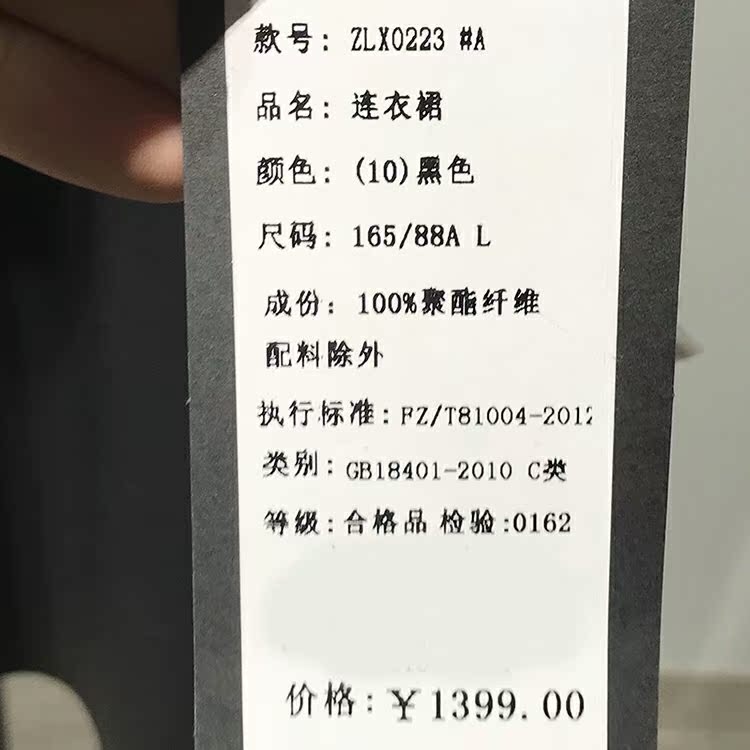 款号: ZLX0223 #A
品名: 连衣裙
颜色: (10)黑色
尺码: 165/88A L
成份: 100%聚酯纤维
配料除外
执行标准: FZ/T81004-2012
类别: GB18401-2010 C类
等级: 合格品 检验:0162
价格: ¥1399.00